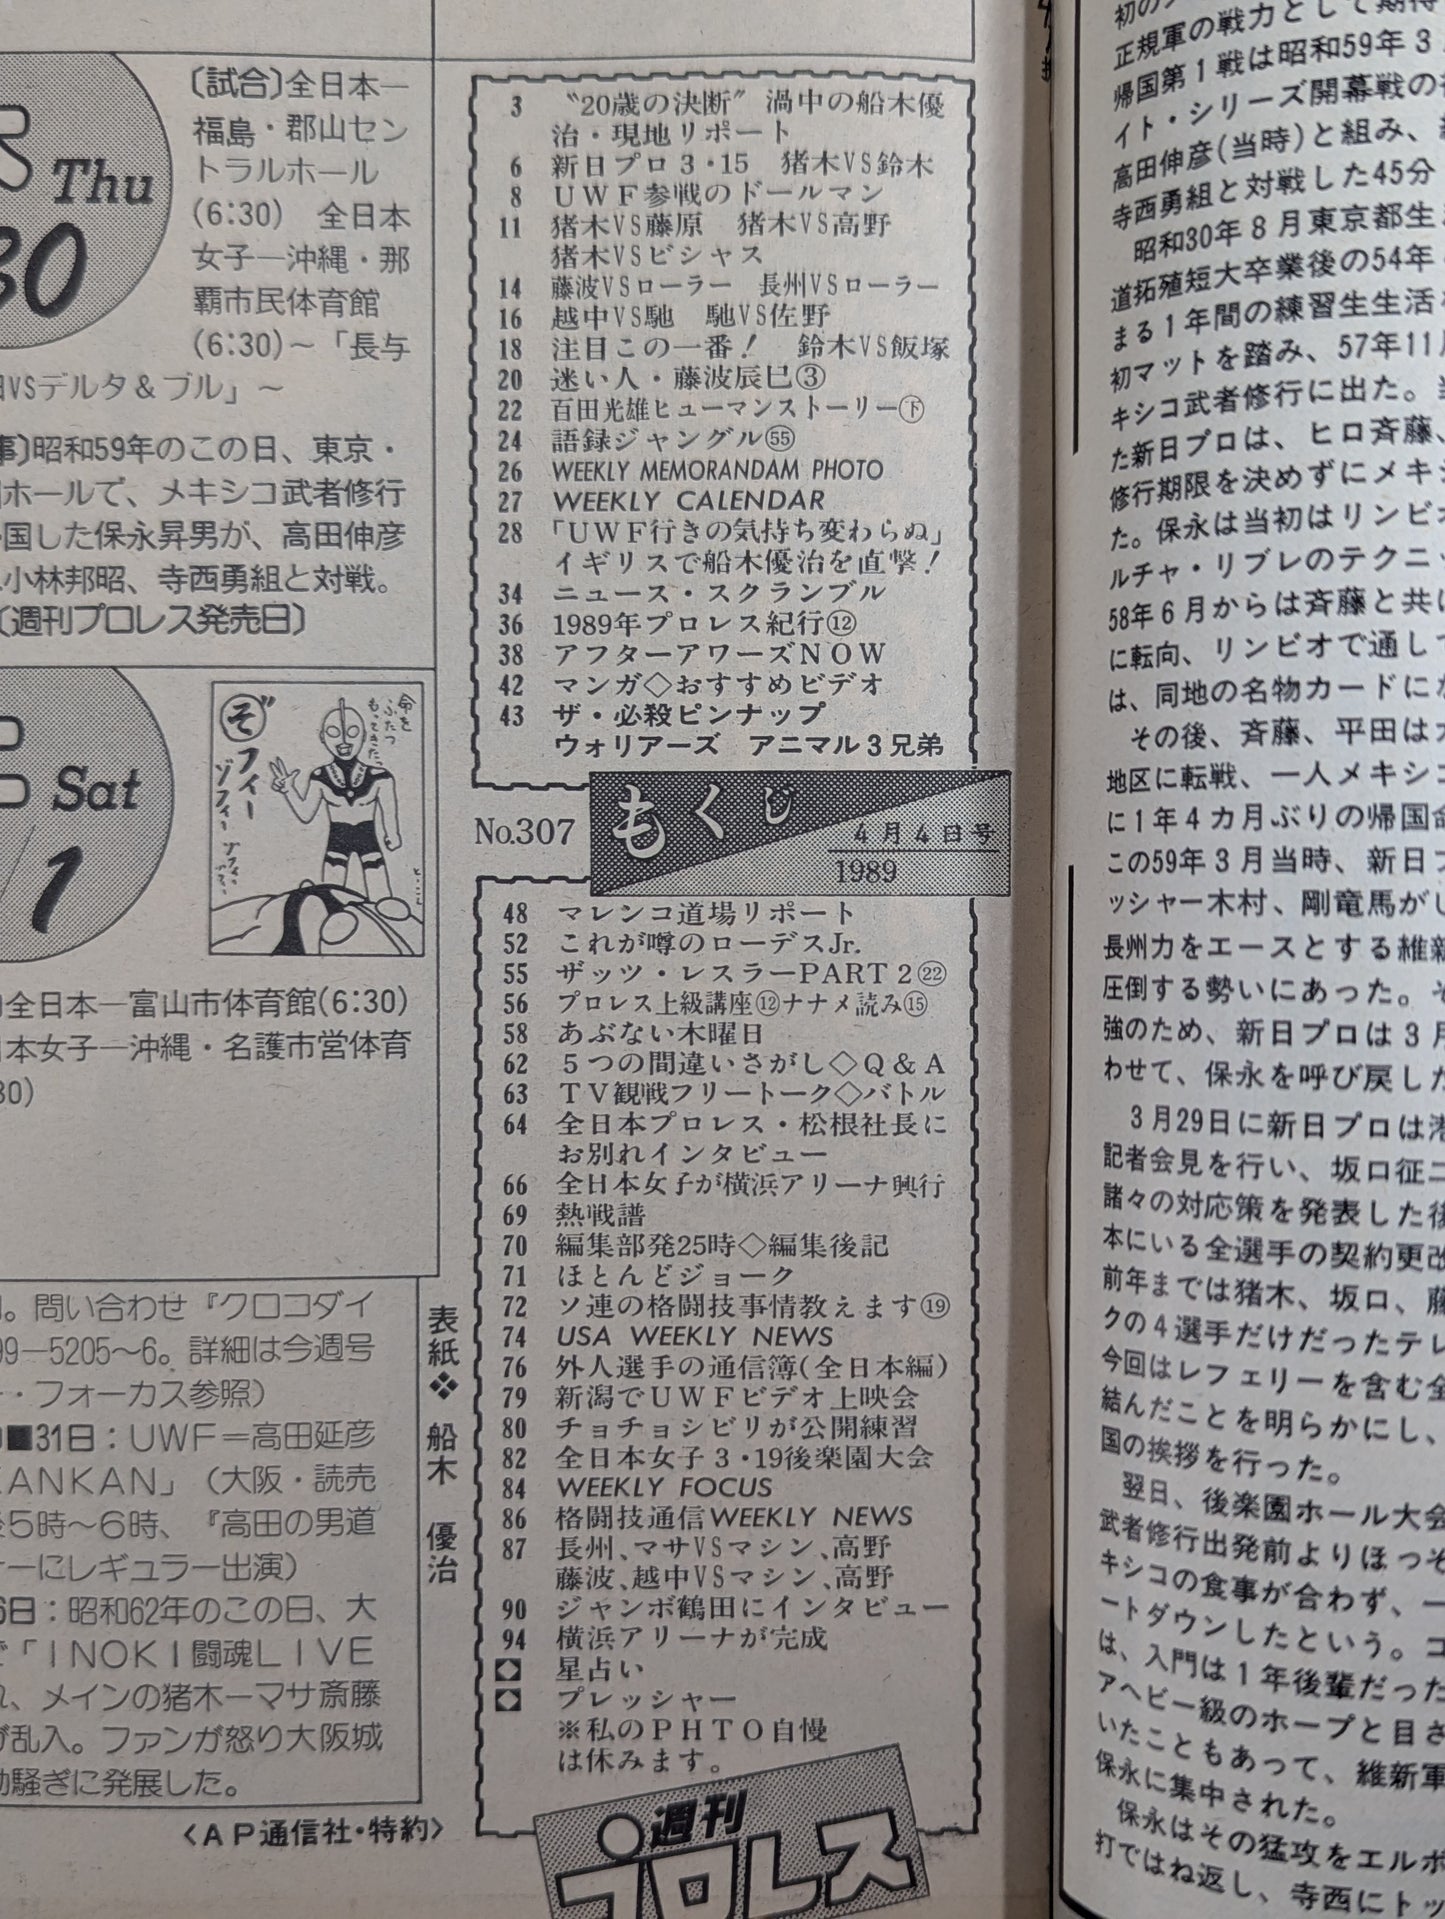 Thu
30
〔試合〕全日本―
福島・郡山セン
トラルホール
(6:30)　全日本
女子―沖縄・那
覇市民体育館
(6:30)～「長与
VSデルタ＆ブル」～
昭和59年のこの日、東京・
ホールで、メキシコ武者修行
国した保永昇男が、高田伸彦
小林邦昭、寺西勇組と対戦。
〔週刊プロレス発売日〕
Sat
1
ぞ
フィー
ゾフィー
命を
ふたつ
もってきた
全日本―富山市体育館(6:30)
本女子―沖縄・名護市営体育
30)
。問い合わせ『クロコダイ
99―5205～6。詳細は今週号
・フォーカス参照）
■31日：UWF＝高田延彦
ANKAN」（大阪・読売
5時～6時、『高田の男道
ーにレギュラー出演）
6日：昭和62年のこの日、大
「INOKI闘魂LIVE
、メインの猪木―マサ斎藤
乱入。ファンが怒り大阪城
騒ぎに発展した。
〈AP通信社・特約〉
表紙❖船木　優治
3　〝20歳の決断〟渦中の船木優
治・現地リポート
6　新日プロ3・15　猪木VS鈴木
8　UWF参戦のドールマン
11　猪木VS藤原　猪木VS高野
猪木VSビシャス
14　藤波VSローラー　長州VSローラー
16　越中VS馳　馳VS佐野
18　注目この一番！　鈴木VS飯塚
20　迷い人・藤波辰巳③
22　百田光雄ヒューマンストーリー㊦
24　語録ジャングル㊺
26　WEEKLY MEMORANDAM PHOTO
27　WEEKLY CALENDAR
28　「UWF行きの気持ち変わらぬ」
イギリスで船木優治を直撃！
34　ニュース・スクランブル
36　1989年プロレス紀行⑫
38　アフターアワーズNOW
42　マンガ◇おすすめビデオ
43　ザ・必殺ピンナップ
ウォリアーズ　アニマル3兄弟
No.307
もくじ
4月4日号
1989
48　マレンコ道場リポート
52　これが噂のローデスJr.
55　ザッツ・レスラーPART2㉒
56　プロレス上級講座⑫ナナメ読み⑮
58　あぶない木曜日
62　5つの間違いさがし◇Q＆A
63　TV観戦フリートーク◇バトル
64　全日本プロレス・松根社長に
お別れインタビュー
66　全日本女子が横浜アリーナ興行
69　熱戦譜
70　編集部発25時◇編集後記
71　ほとんどジョーク
72　ソ連の格闘技事情教えます⑲
74　USA WEEKLY NEWS
76　外人選手の通信簿(全日本編)
79　新潟でUWFビデオ上映会
80　チョチョシビリが公開練習
82　全日本女子3・19後楽園大会
84　WEEKLY FOCUS
86　格闘技通信WEEKLY NEWS
87　長州、マサVSマシン、高野
藤波、越中VSマシン、高野
90　ジャンボ鶴田にインタビュー
94　横浜アリーナが完成
◆　星占い
◆　プレッシャー
※私のPHTO自慢
は休みます。
週刊
プロレス
正規軍の戦力として期待
帰国第1戦は昭和59年3
イト・シリーズ開幕戦の
高田伸彦(当時)と組み、
寺西勇組と対戦した45分
昭和30年8月東京都生
道拓殖短大卒業後の54年
まる1年間の練習生生活
初マットを踏み、57年11
キシコ武者修行に出た。
た新日プロは、ヒロ斉藤、
修行期限を決めずにメキシ
た。保永は当初はリンピオ
ルチャ・リブレのテクニッ
58年6月からは斉藤と共に
に転向、リンピオで通して
は、同地の名物カードにな
その後、斉藤、平田は
地区に転戦、一人メキシコ
に1年4カ月ぶりの帰国命
この59年3月当時、新日プ
ッシャー木村、剛竜馬がし
長州力をエースとする維新
圧倒する勢いにあった。そ
強のため、新日プロは3月
わせて、保永を呼び戻した
3月29日に新日プロは
記者会見を行い、坂口征二
諸々の対応策を発表した後
本にいる全選手の契約更改
前年までは猪木、坂口、藤
クの4選手だけだったテレ
今回はレフェリーを含む全
結んだことを明らかにし、
国の挨拶を行った。
翌日、後楽園ホール大会
武者修行出発前よりほっそ
キシコの食事が合わず、一
ートダウンしたという。コ
は、入門は1年後輩だった
アヘビー級のホープと目さ
いたこともあって、維新軍
保永に集中された。
保永はその猛攻をエルボ
打ではね返し、寺西にトッ